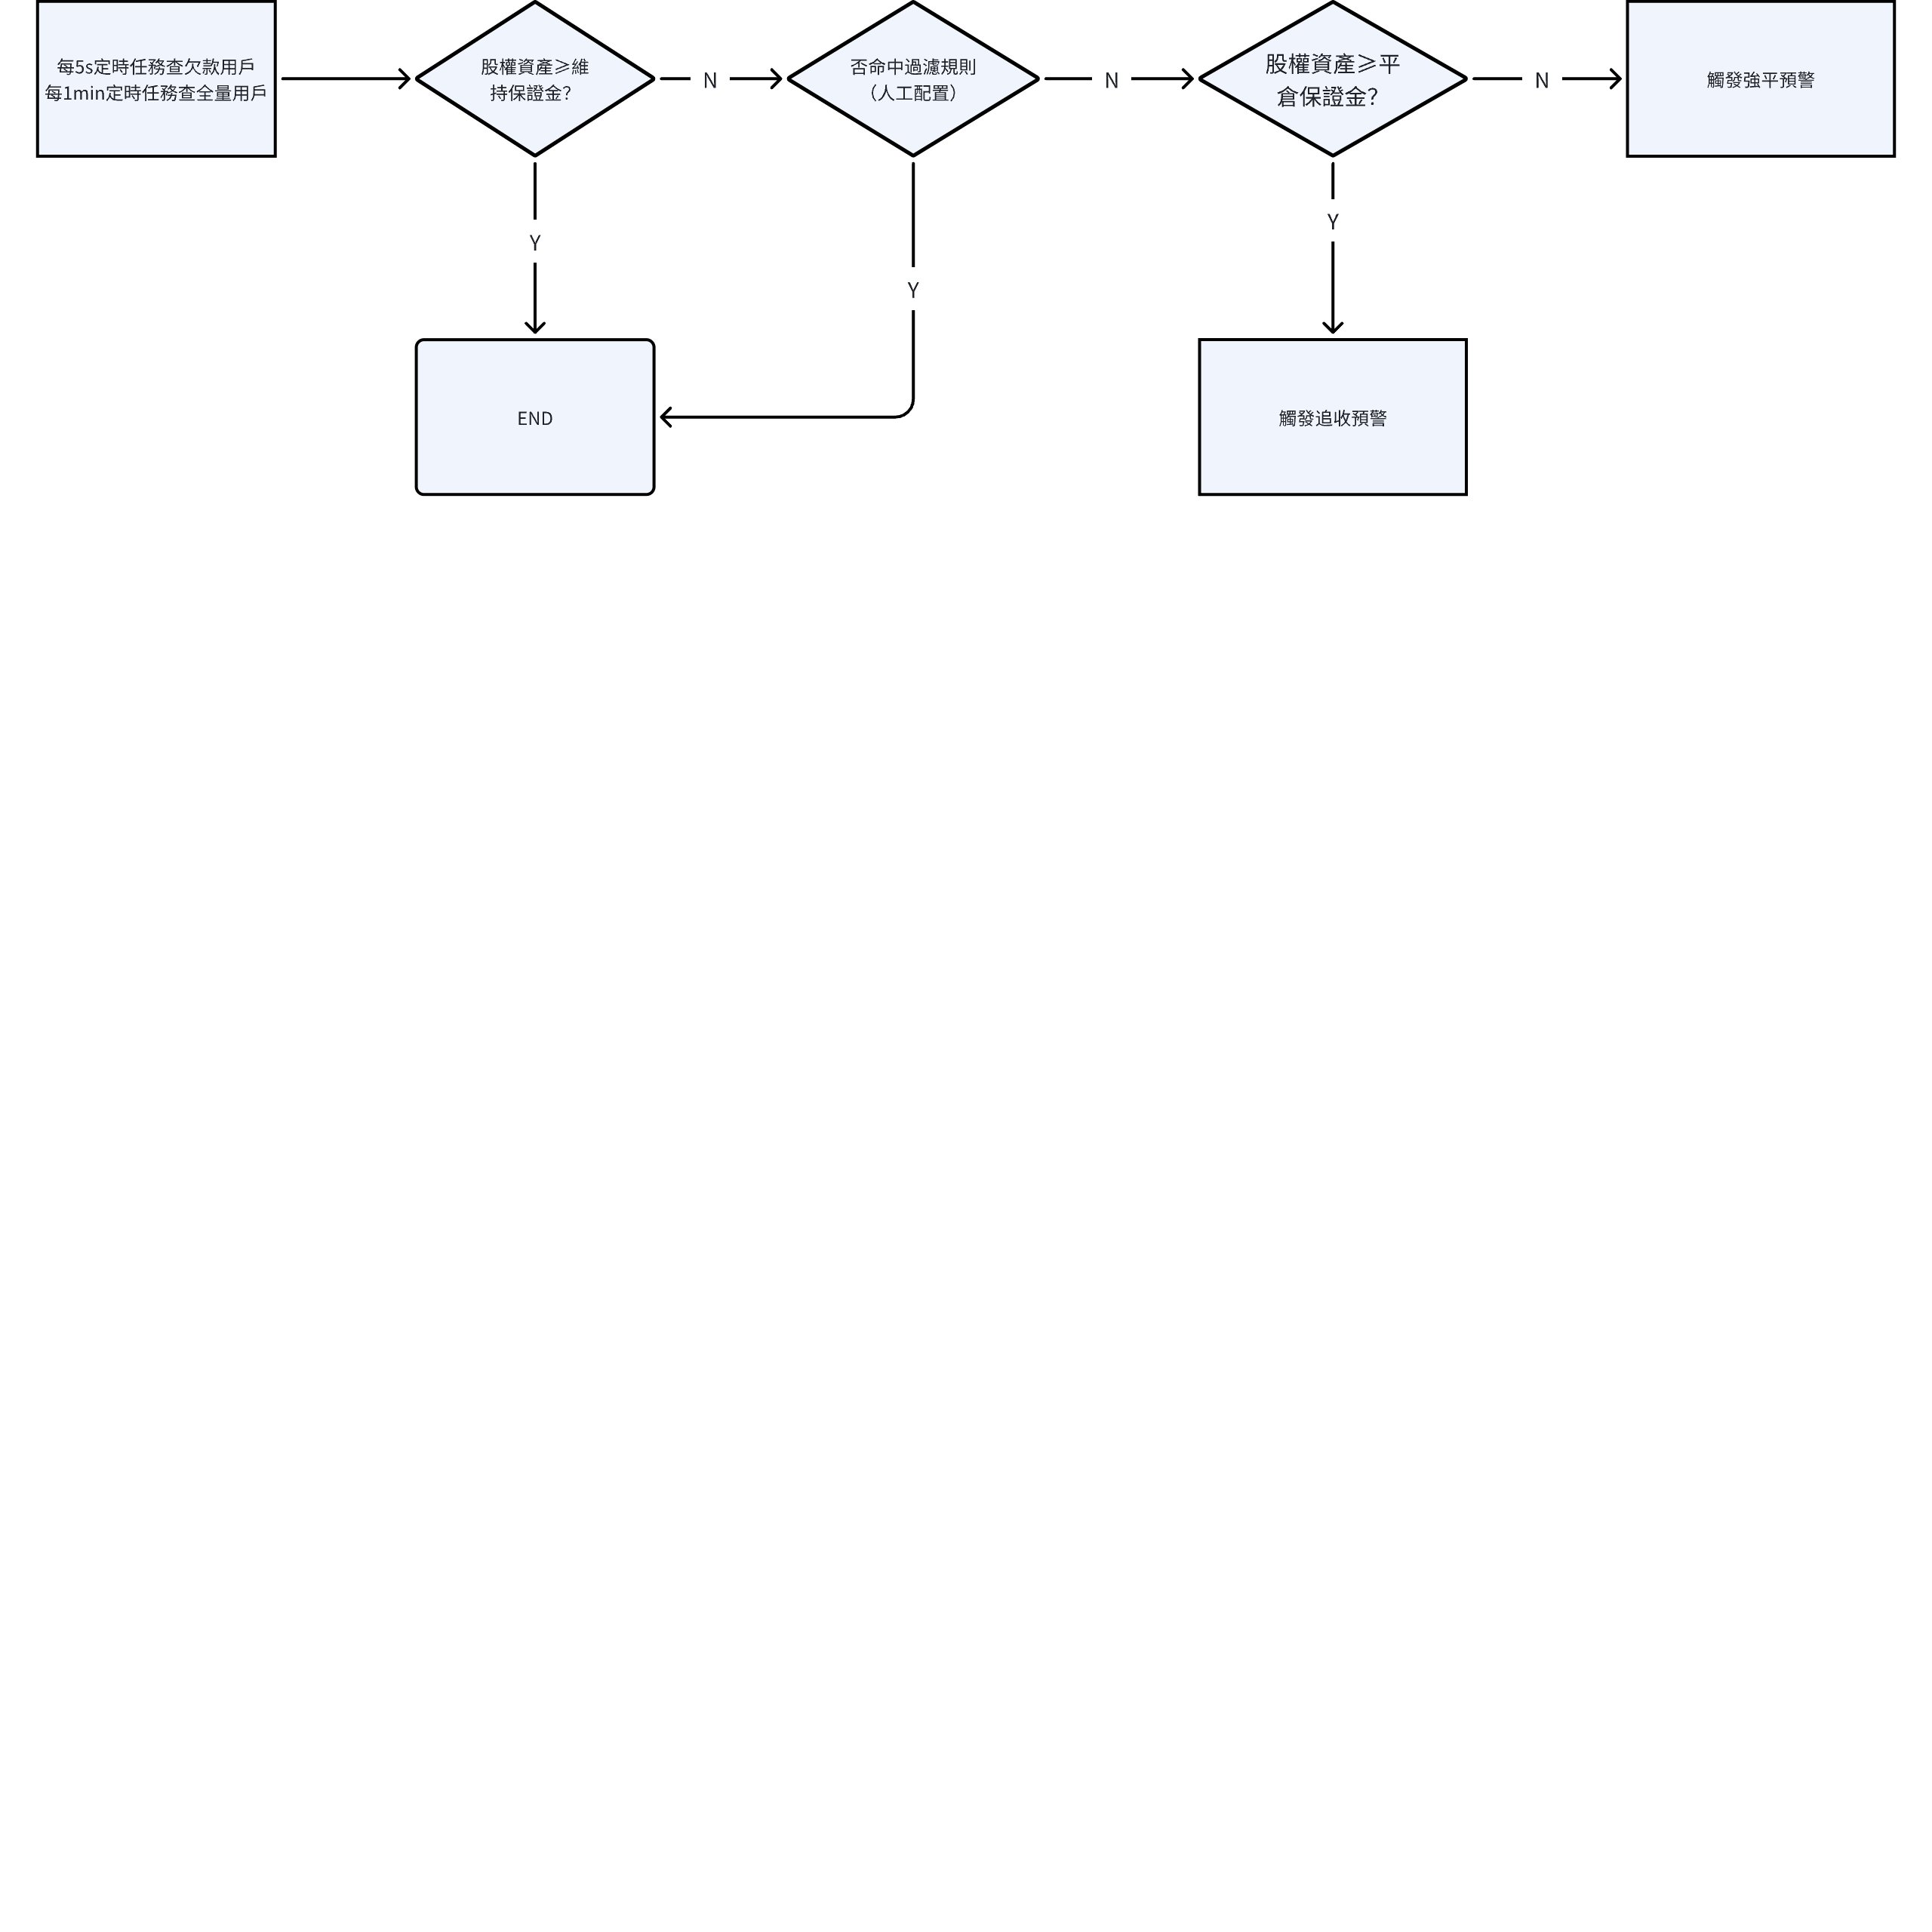 每5s定時任務查欠款用戶
每1min定時任務查全量用戶
股權資產≥維
持保證金?
N
否命中過濾規則
（人工配置）
N
股權資產≥平
倉保證金?
N
觸發強平預警
Y
Y
Y
END
觸發追收預警